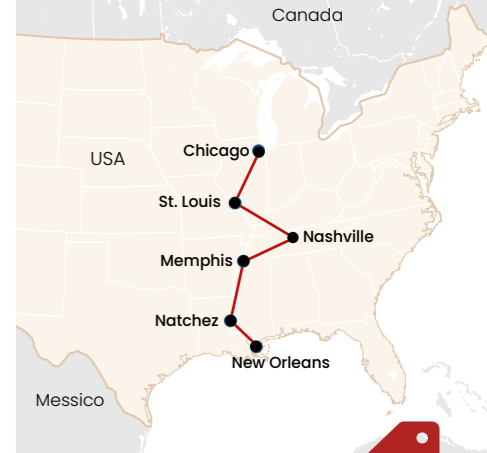 Canada
Chicago
USA
St. Louis
Nashville
Memphis
Natchez
New Orleans
Messico